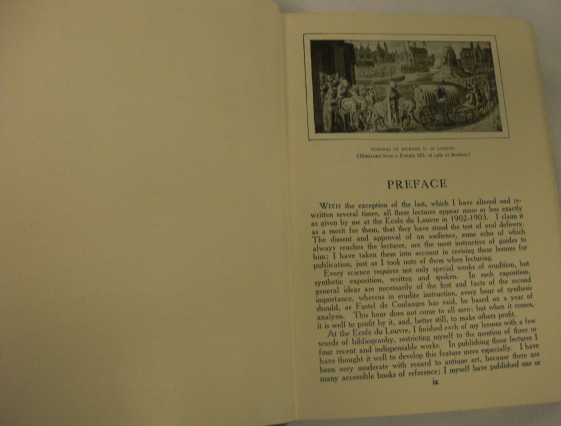 FUNERAL OF RICHARD II. IN LONDON.
(Miniature from a French MS. of 1460 at Breslau.)
PREFACE
WITH the exception of the last, which I have altered and re-
written several times, all these lectures appear more or less exactly
as given by me at the Ecole du Louvre in 1902-1903. I claim it
as a merit for them, that they have stood the test of oral delivery.
The dissent and approval of an audience, some echo of which
always reaches the lecturer, are the most instructive of guides to
him; I have taken them into account in revising these lessons for
publication, just as I took note of them when lecturing.
Every science requires not only special works of erudition, but
synthetic exposition, written and spoken. In such exposition,
general ideas are necessarily of the first and facts of the second
importance, whereas in erudite instruction, every hour of synthesis
should, as Fustel de Coulanges has said, be based on a year of
analysis. This hour does not come to all men; but when it comes,
it is well to profit by it, and, better still, to make others profit.
At the Ecole du Louvre, I finished each of my lessons with a few
words of bibliography, restricting myself to the mention of three or
four recent and indispensable works. In publishing these lectures I
have thought it well to develop this feature more especially. I have
been very moderate with regard to antique art, because there are
many accessible books of reference; I myself have published one or
ix